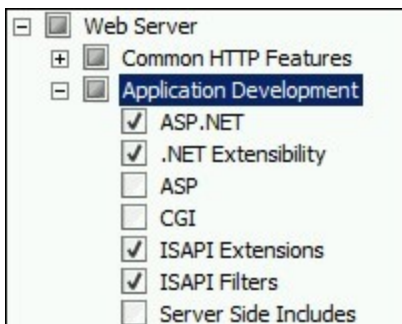 Web Server
Common HTTP Features
Application Development
ASP.NET
.NET Extensibility
ASP
CGI
ISAPI Extensions
ISAPI Filters
Server Side Includes